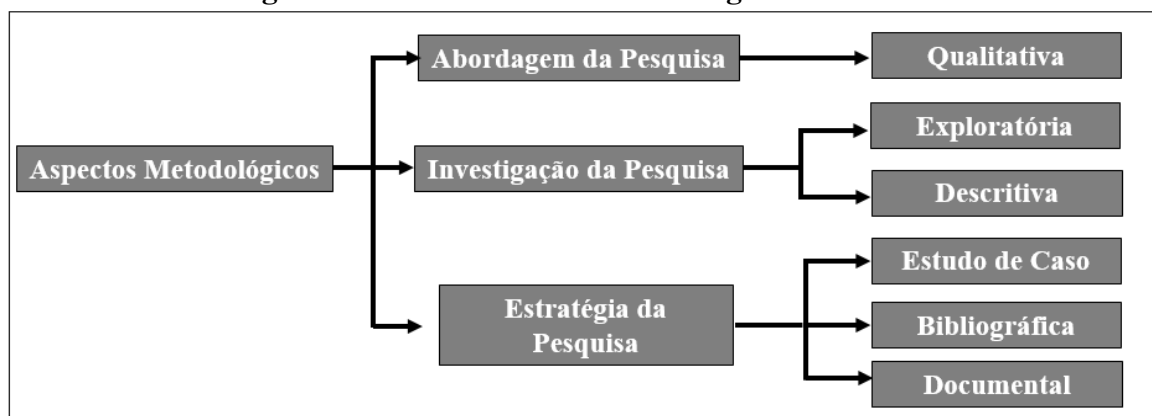 Abordagem da Pesquisa
Qualitativa
Exploratória
Aspectos Metodológicos
Investigação da Pesquisa
Descritiva
Estudo de Caso
Estratégia da
Pesquisa
Bibliográfica
Documental